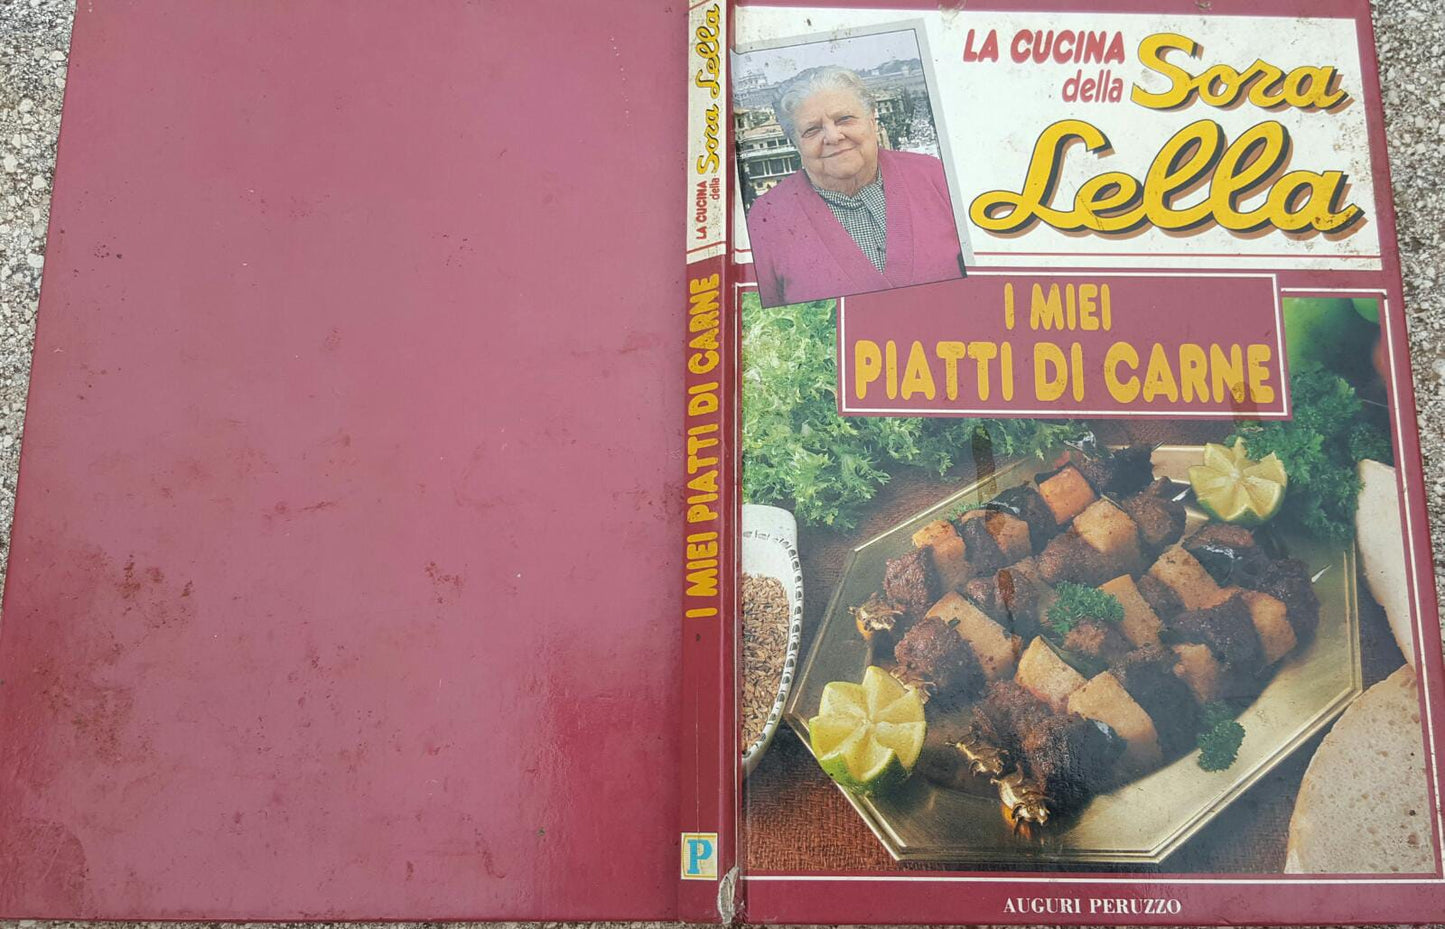 LA CUCINA
della Sora
Lella
I MIEI
PIATTI DI CARNE
AUGURI PERUZZO
LA CUCINA
della Sora Lella
I MIEI PIATTI DI CARNE
P